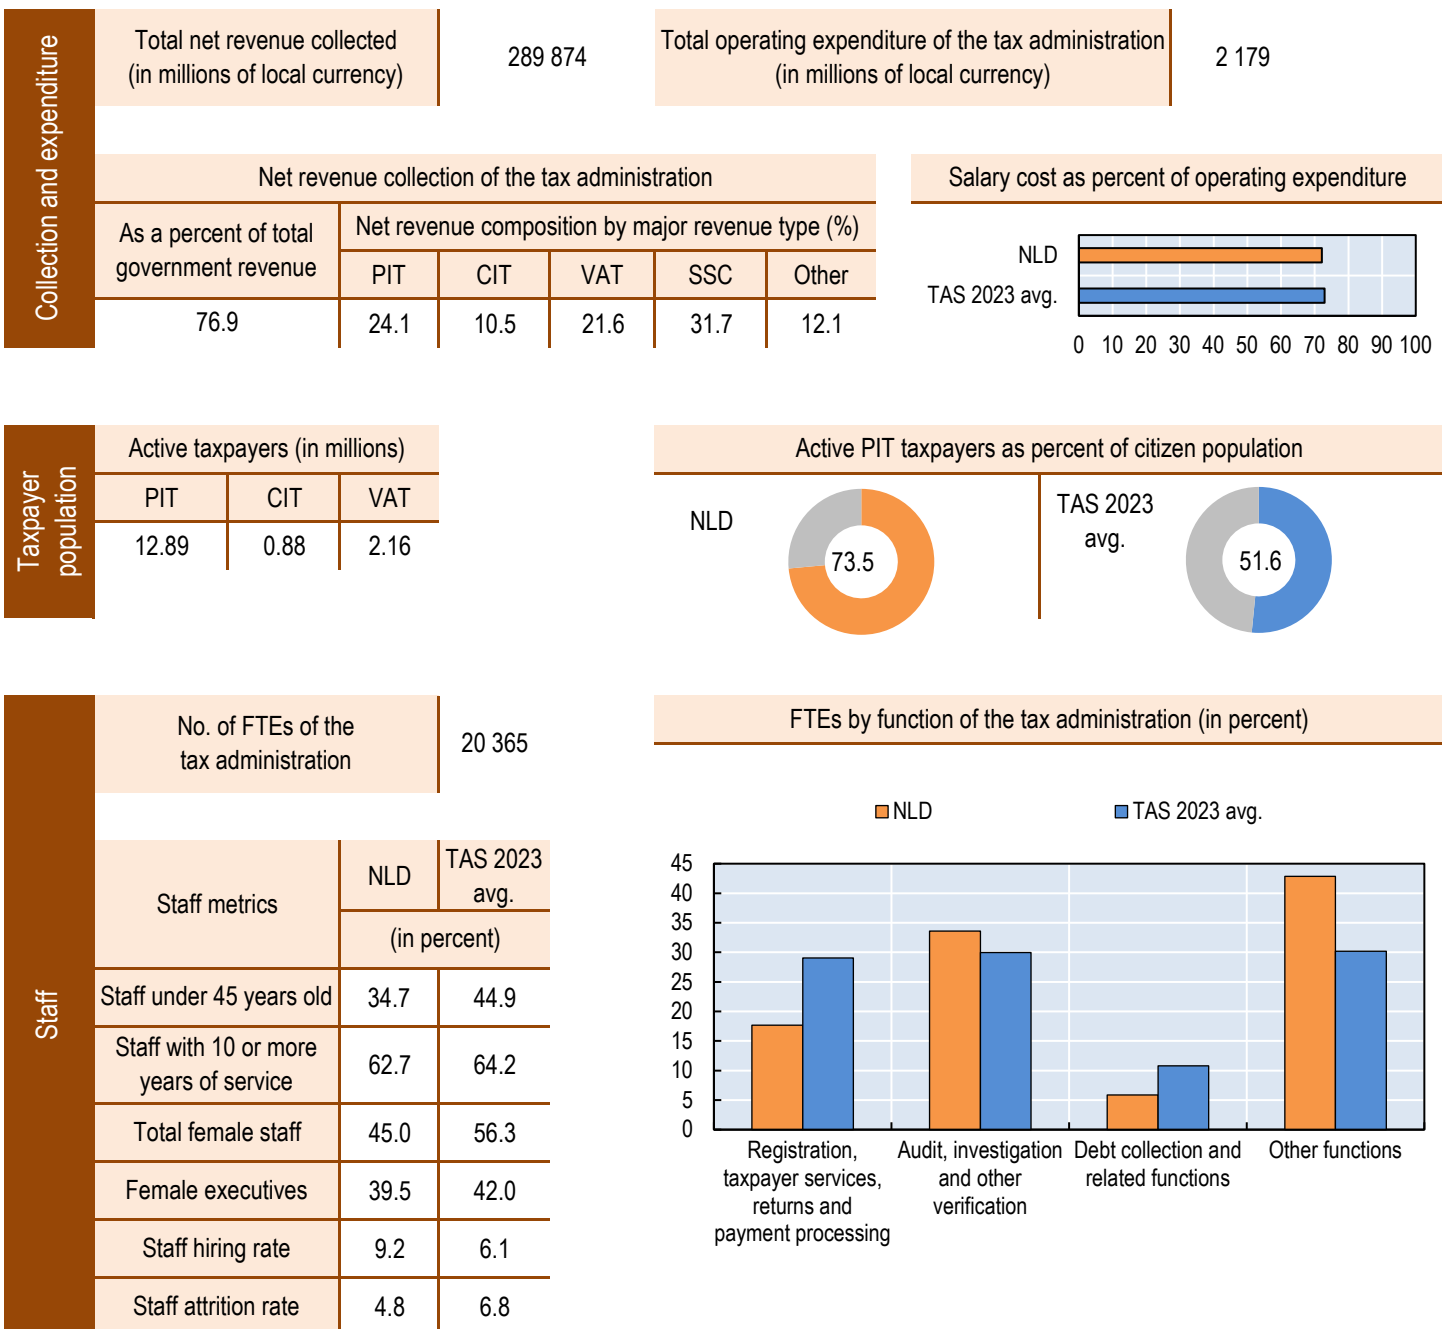 Collection and expenditure
Total net revenue collected
(in millions of local currency)
289 874
Total operating expenditure of the tax administration
(in millions of local currency)
2 179
Net revenue collection of the tax administration
As a percent of total
government revenue
Net revenue composition by major revenue type (%)
PIT CIT VAT SSC Other
76.9 24.1 10.5 21.6 31.7 12.1
Salary cost as percent of operating expenditure
NLD
TAS 2023 avg.
0 10 20 30 40 50 60 70 80 90 100
Taxpayer
population
Active taxpayers (in millions)
PIT CIT VAT
12.89 0.88 2.16
Active PIT taxpayers as percent of citizen population
NLD
73.5
TAS 2023
avg.
51.6
Staff
No. of FTEs of the
tax administration
20 365
Staff metrics
NLD
TAS 2023
avg.
(in percent)
Staff under 45 years old 34.7 44.9
Staff with 10 or more
years of service
62.7 64.2
Total female staff 45.0 56.3
Female executives 39.5 42.0
Staff hiring rate 9.2 6.1
Staff attrition rate 4.8 6.8
FTEs by function of the tax administration (in percent)
NLD TAS 2023 avg.
45
40
35
30
25
20
15
10
5
0
Registration,
taxpayer services,
returns and
payment processing
Audit, investigation
and other
verification
Debt collection and
related functions
Other functions